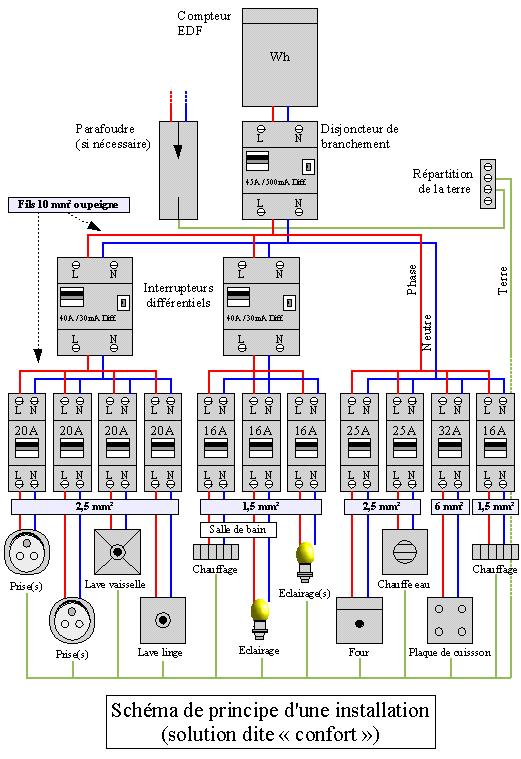 Compteur
EDF
Wh
Parafoudre
(si nécessaire)
L N
Disjoncteur de
branchement
45A / 500mA Diff.
L N
Répartition
de la terre
Fils 10 mm² ou peigne
L N
L N
Interrupteurs
différentiels
40A / 30mA Diff.
40A / 30mA Diff.
L N
L N
Phase
Neutre
Terre
L N L N L N L N L N L N L N L N L N L N L N
20A 20A 20A 20A 16A 16A 16A 25A 25A 32A 16A
L N L N L N L N L N L N L N L N L N L N L N
2,5 mm² 1,5 mm² 2,5 mm² 6 mm² 1,5 mm²
Salle de bain
Prise(s)
Lave vaisselle
Chauffage
Eclairage(s)
Chauffe eau
Chauffage
Prise(s)
Lave linge
Eclairage
Four
Plaque de cuissson
Schéma de principe d'une installation
(solution dite « confort »)